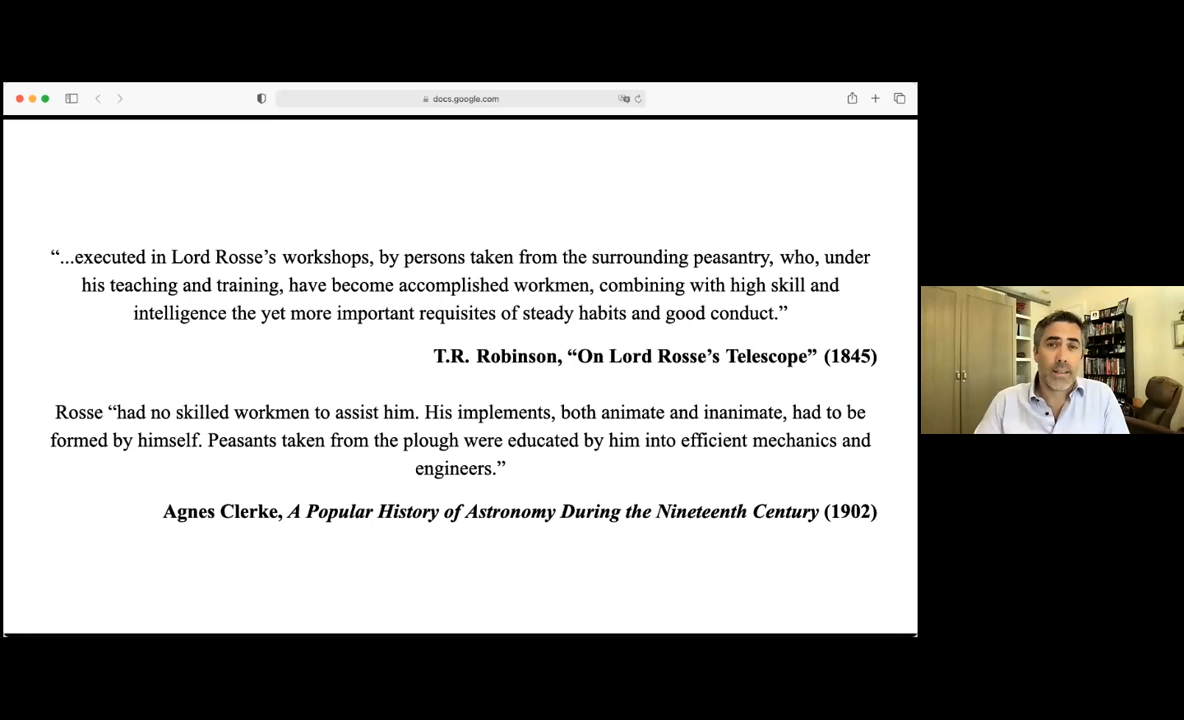 docs.google.com
“...executed in Lord Rosse’s workshops, by persons taken from the surrounding peasantry, who, under
his teaching and training, have become accomplished workmen, combining with high skill and
intelligence the yet more important requisites of steady habits and good conduct.”
T.R. Robinson, “On Lord Rosse’s Telescope” (1845)
Rosse “had no skilled workmen to assist him. His implements, both animate and inanimate, had to be
formed by himself. Peasants taken from the plough were educated by him into efficient mechanics and
engineers.”
Agnes Clerke, A Popular History of Astronomy During the Nineteenth Century (1902)